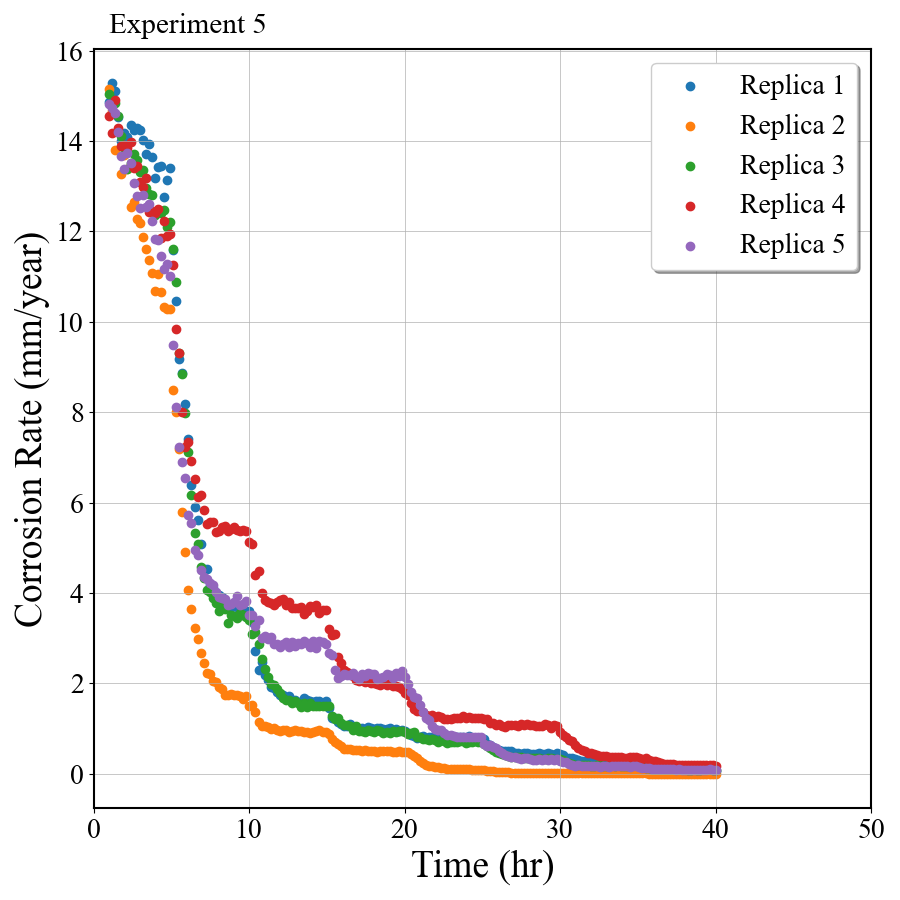 Experiment 5
Corrosion Rate (mm/year)
16
14
12
10
8
6
4
2
0
Replica 1
Replica 2
Replica 3
Replica 4
Replica 5
0 10 20 30 40 50
Time (hr)